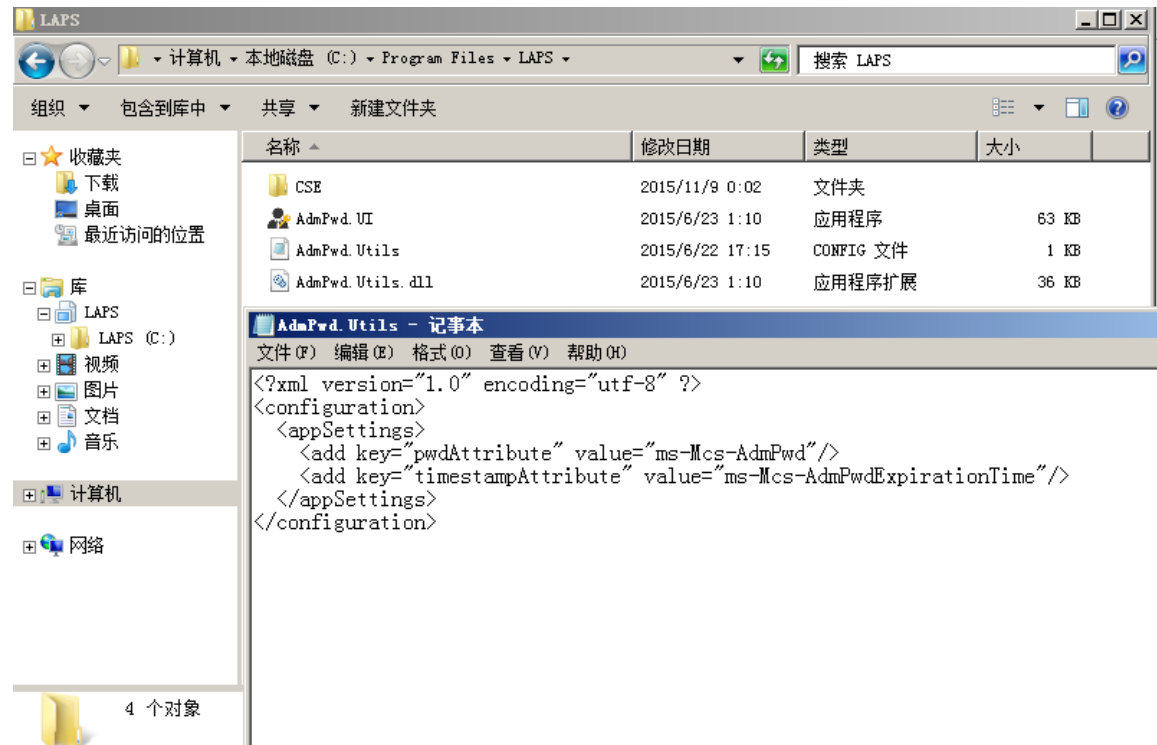 LAPS
计算机 本地磁盘 (C:) Program Files LAPS 搜索 LAPS
组织 包含到库中 共享 新建文件夹
收藏夹
下载
桌面
最近访问的位置
库
LAPS
LAPS (C:)
视频
图片
文档
音乐
计算机
网络
名称 修改日期 类型 大小
CSE 2015/11/9 0:02 文件夹
AdmPwd.UI 2015/6/23 1:10 应用程序 63 KB
AdmPwd.Utils 2015/6/22 17:15 CONFIG 文件 1 KB
AdmPwd.Utils.dll 2015/6/23 1:10 应用程序扩展 36 KB
AdmPwd.Utils - 记事本
文件(F) 编辑(E) 格式(O) 查看(V) 帮助(H)
<?xml version="1.0" encoding="utf-8" ?>
<configuration>
  <appSettings>
    <add key="pwdAttribute" value="ms-Mcs-AdmPwd"/>
    <add key="timestampAttribute" value="ms-Mcs-AdmPwdExpirationTime"/>
  </appSettings>
</configuration>
4 个对象